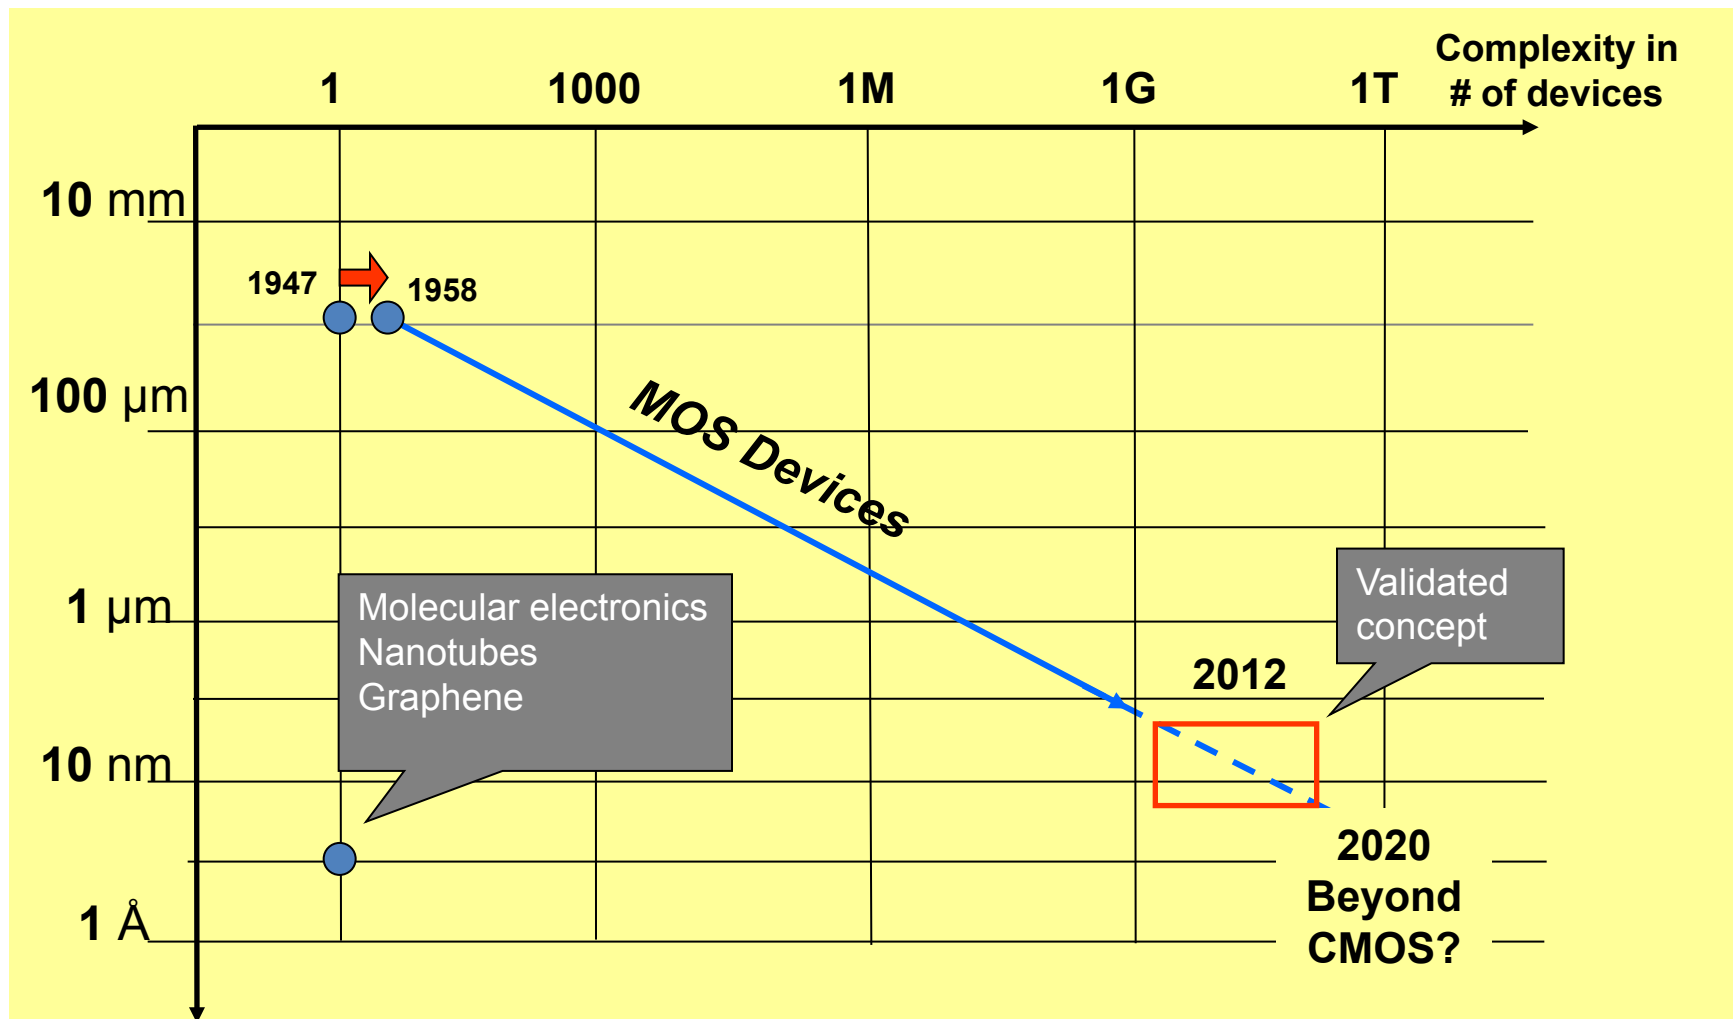 Complexity in
# of devices
1 1000 1M 1G 1T
10 mm
1947 1958
100 µm
MOS Devices
1 µm
Molecular electronics
Nanotubes
Graphene
Validated
concept
2012
10 nm
2020
Beyond
CMOS?
1 Å